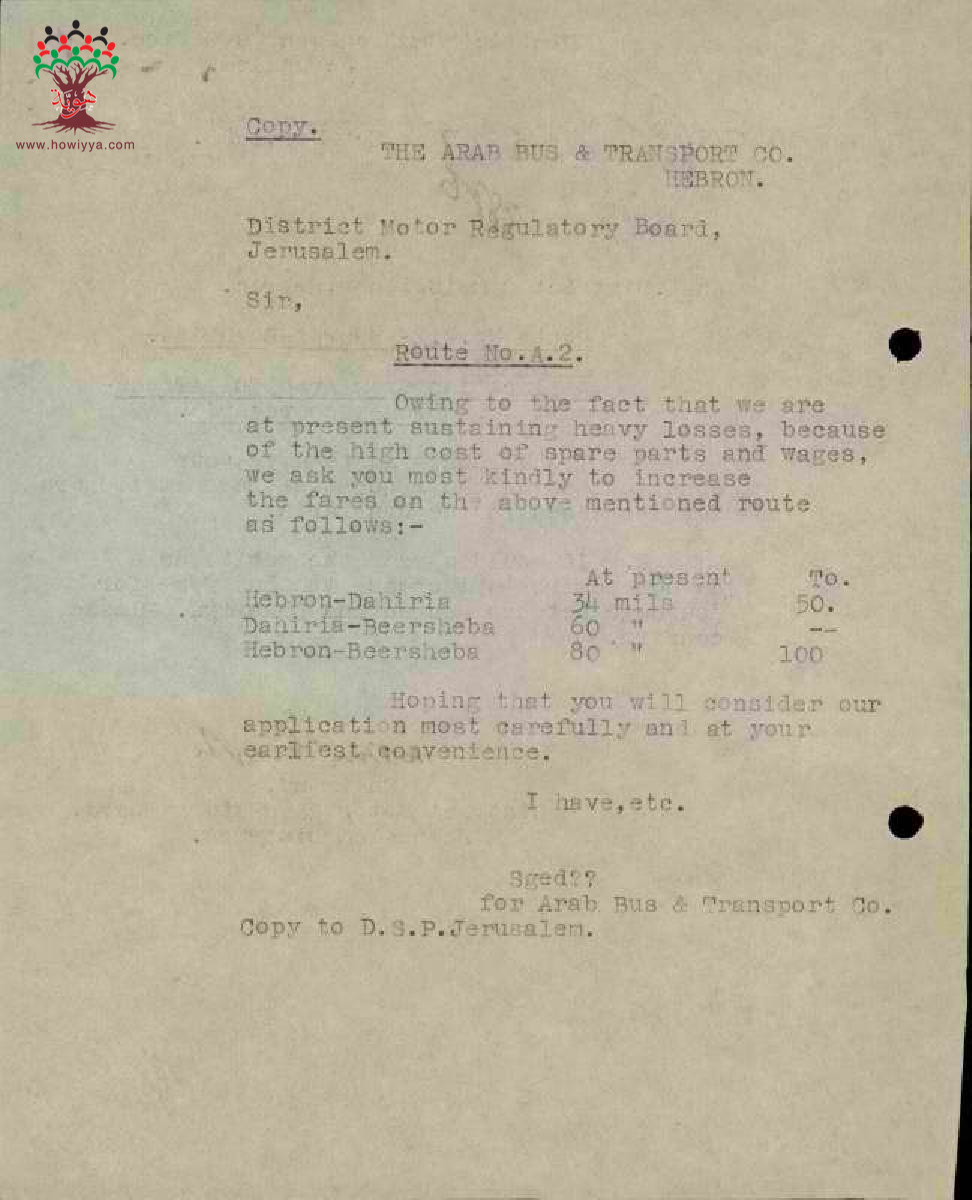 هوية
www.howiyya.com
Copy.
THE ARAB BUS & TRANSPORT CO.
HEBRON.
District Motor Regulatory Board,
Jerusalem.
Sir,
Route No.A.2.
Owing to the fact that we are
at present sustaining heavy losses, because
of the high cost of spare parts and wages,
we ask you most kindly to increase
the fares on the above mentioned route
as follows:-
At present To.
Hebron-Dahiria 34 mils 50.
Dahiria-Beersheba 60 " --
Hebron-Beersheba 80 " 100
Hoping that you will consider our
application most carefully and at your
earliest convenience.
I have,etc.
Sged??
for Arab Bus & Transport Co.
Copy to D.S.P.Jerusalem.